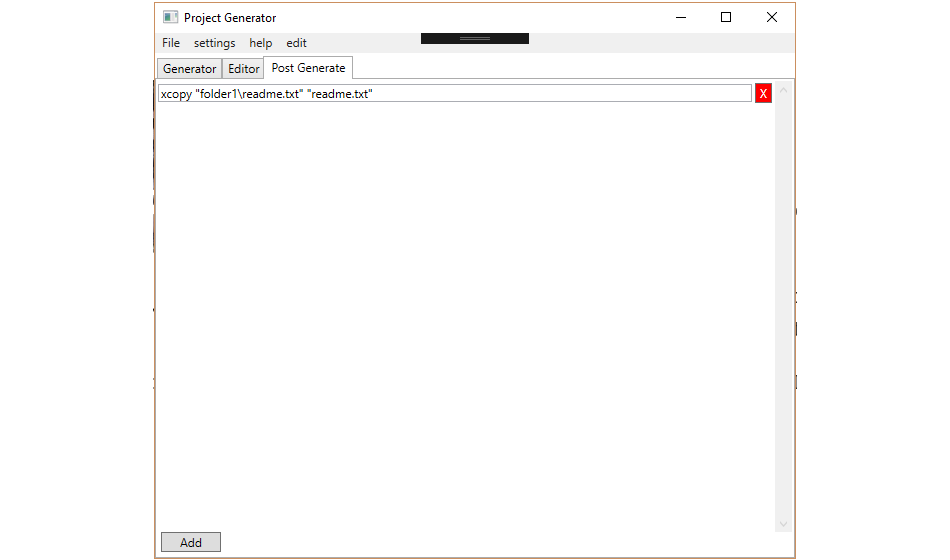 Project Generator
File settings help edit
Generator Editor Post Generate
xcopy "folder1\readme.txt" "readme.txt" X
Add